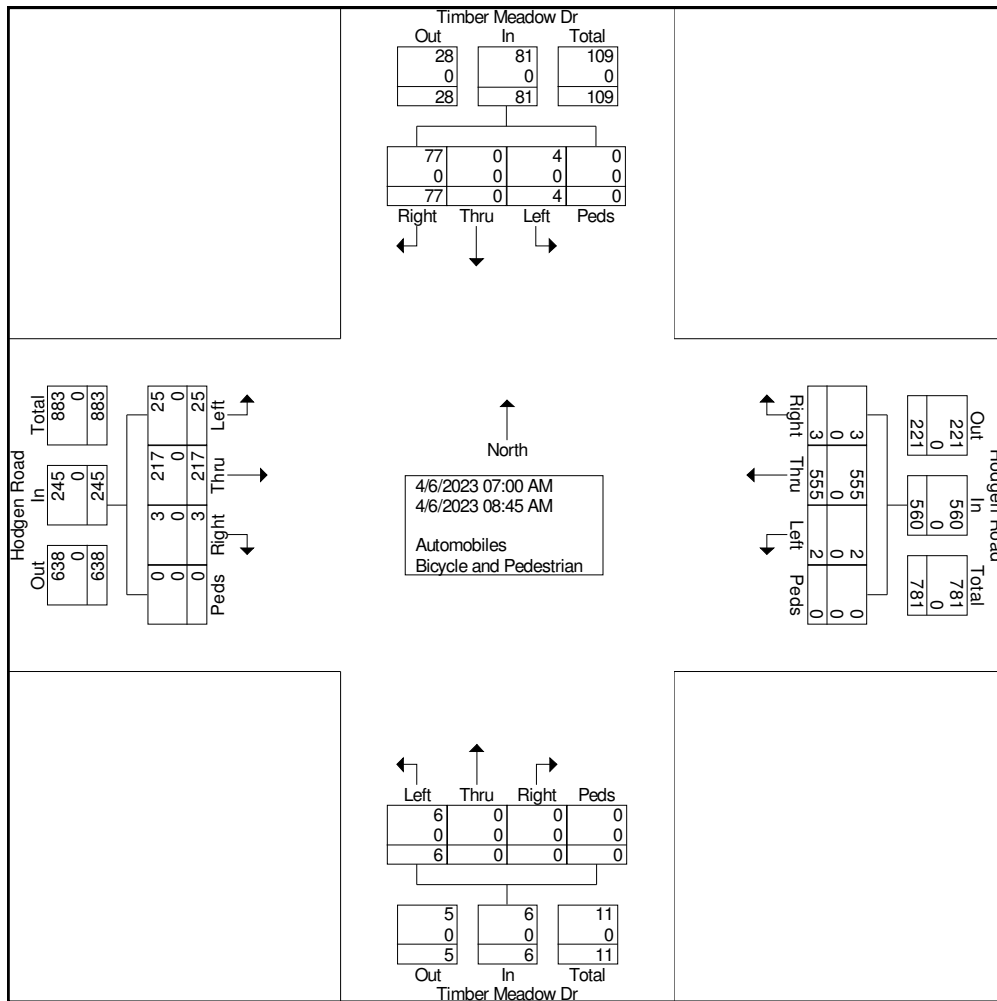 Timber Meadow Dr
Out In Total
28 81 109
0 0 0
28 81 109
77 0 4 0
0 0 0 0
77 0 4 0
Right Thru Left Peds
Hodgen Road
Total In Out
883 245 638
0 0 0
883 245 638
25 217 3 0
0 0 0 0
25 217 3 0
Left Thru Right Peds
North
4/6/2023 07:00 AM
4/6/2023 08:45 AM
Automobiles
Bicycle and Pedestrian
Right Thru Left Peds
3 555 2 0
0 0 0 0
3 555 2 0
221 560 781
0 0 0
221 560 781
Out In Total
Hodgen Road
Left Thru Right Peds
6 0 0 0
0 0 0 0
6 0 0 0
5 6 11
0 0 0
5 6 11
Out In Total
Timber Meadow Dr